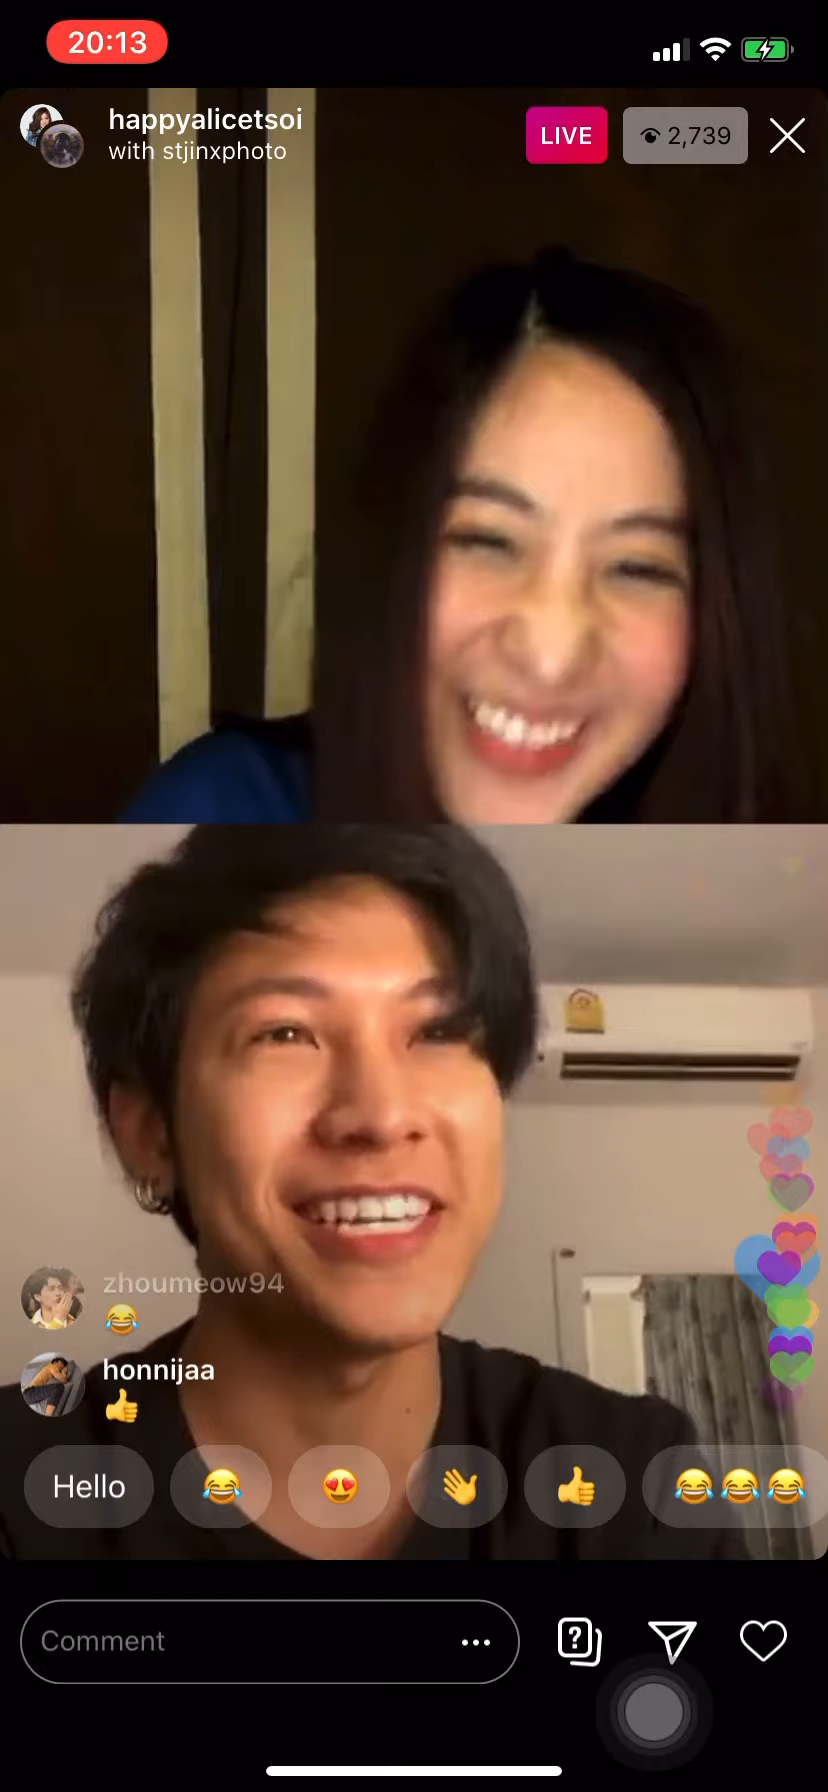 20:13
happyalicetsoi
with stjinxphoto
LIVE
2,739
zhoumeow94
😂
honnijaa
👍
Hello
😂
😍
👋
👍
😂😂😂
Comment
?